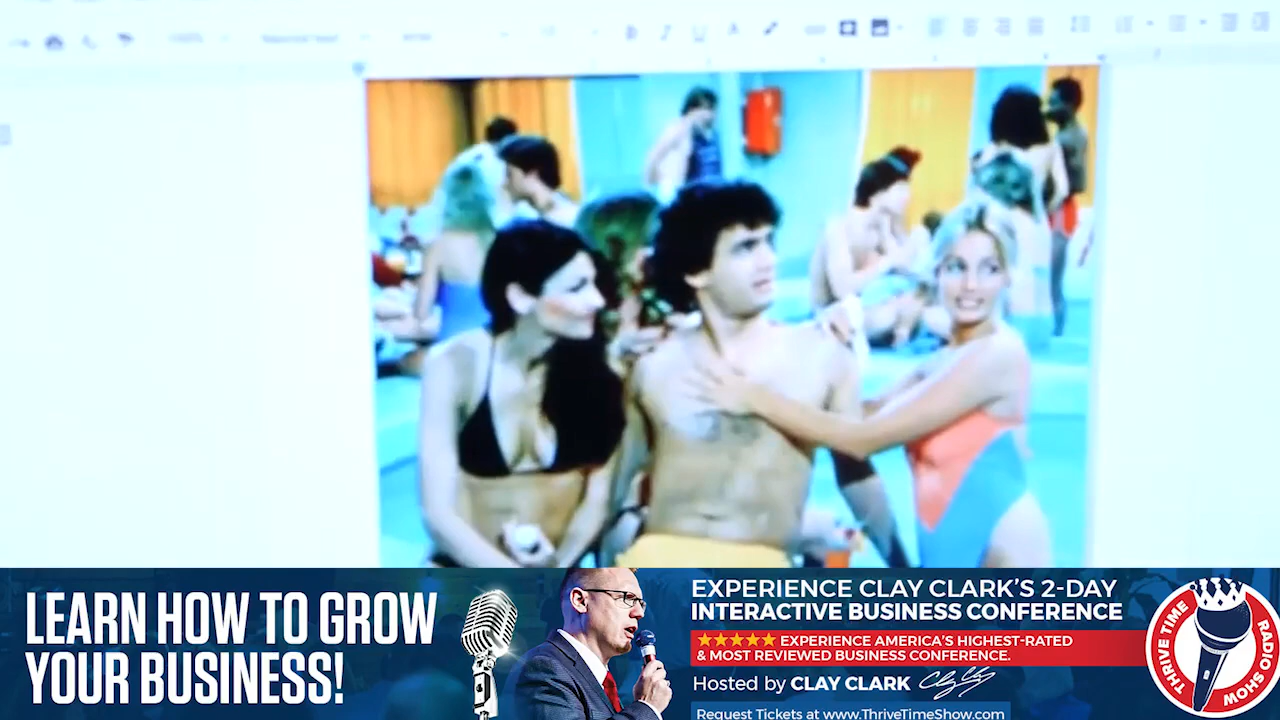 LEARN HOW TO GROW
YOUR BUSINESS!
EXPERIENCE CLAY CLARK'S 2-DAY
INTERACTIVE BUSINESS CONFERENCE
EXPERIENCE AMERICA'S HIGHEST-RATED
& MOST REVIEWED BUSINESS CONFERENCE.
Hosted by CLAY CLARK
Request Tickets at www.ThriveTimeShow.com
THRIVE TIME RADIO SHOW